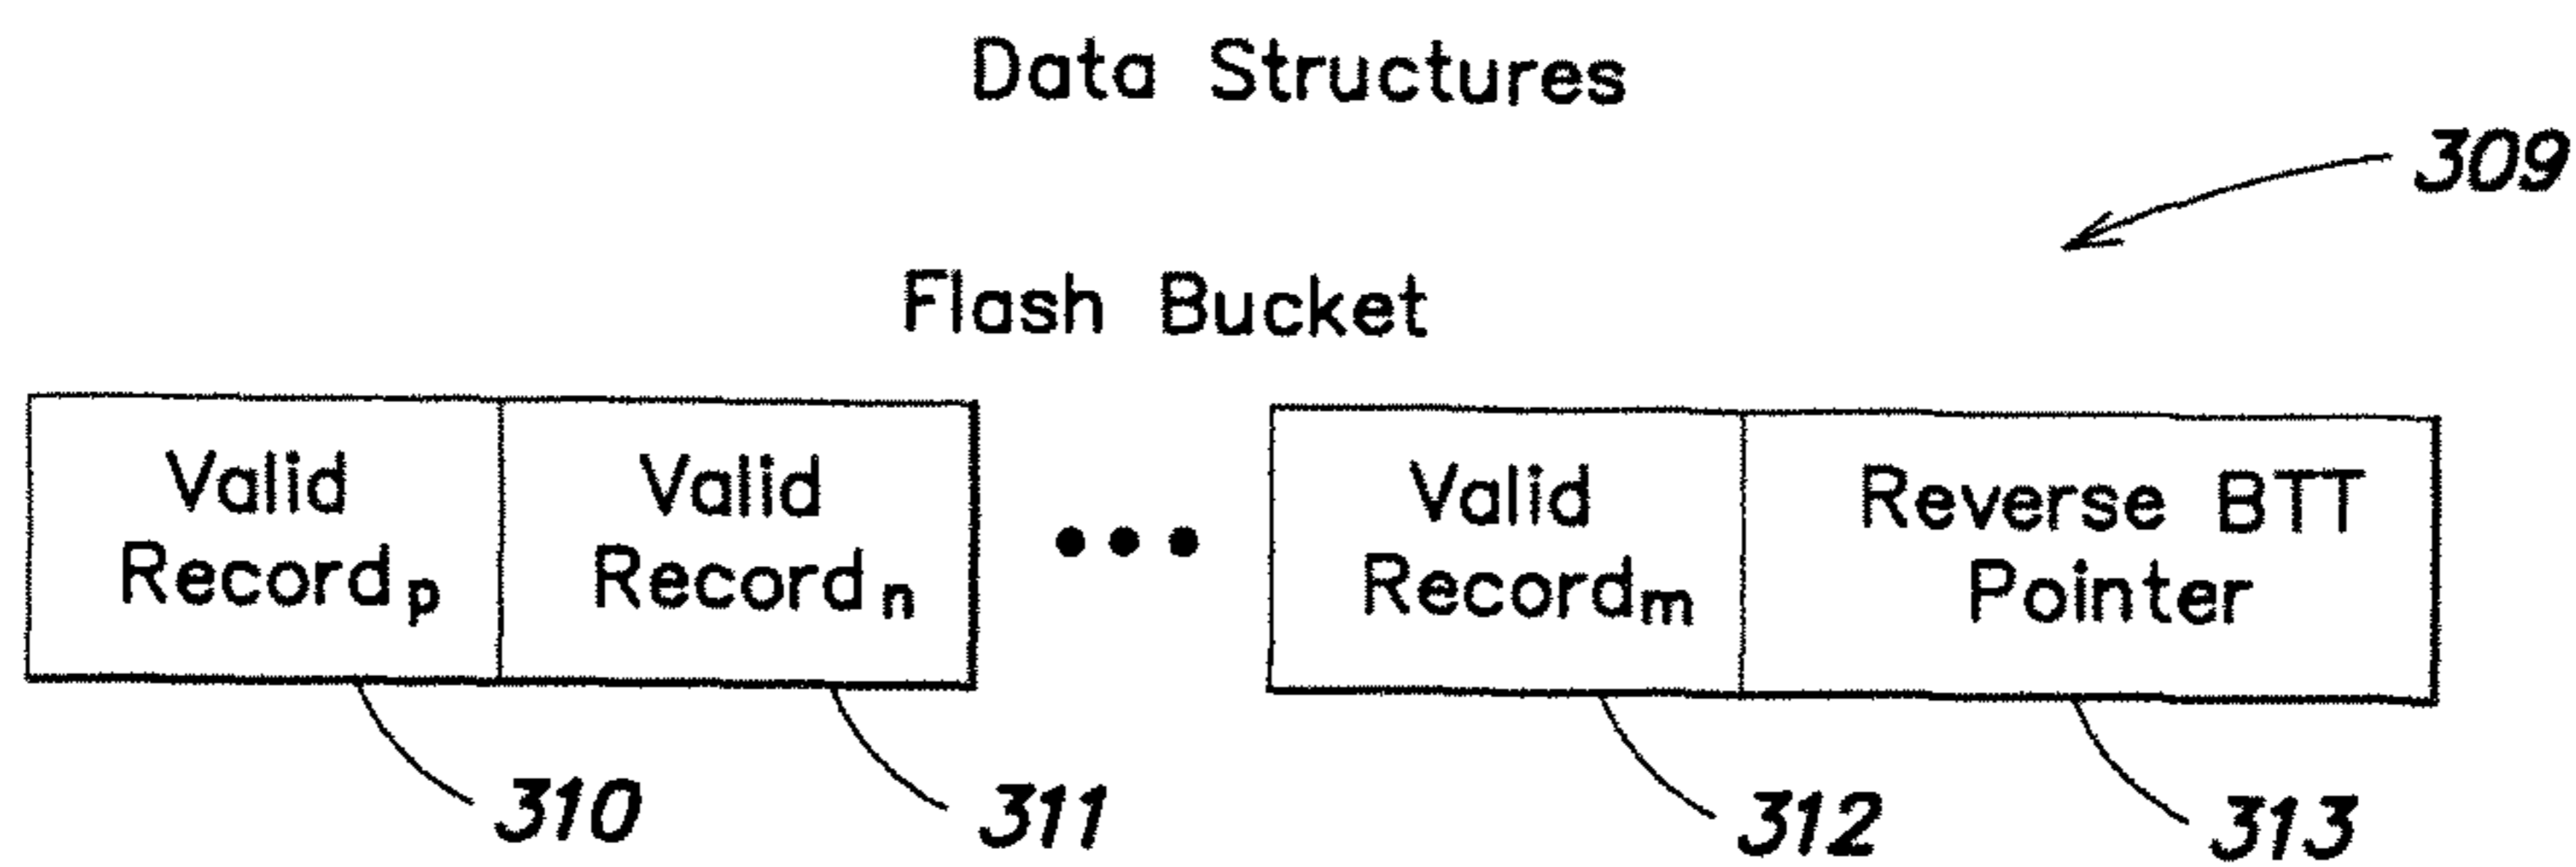 Data Structures
309
Flash Bucket
Valid Valid Valid Reverse BTT
Recordp Recordn ••• Recordm Pointer
310 311 312 313